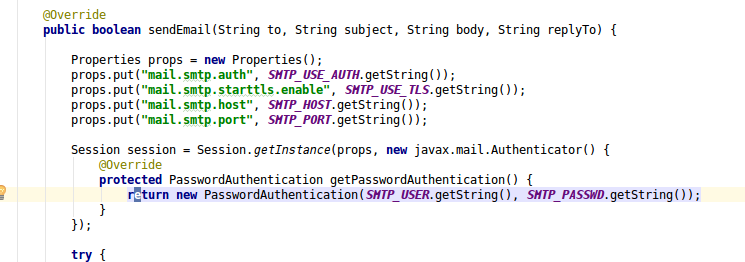 @Override
public boolean sendEmail(String to, String subject, String body, String replyTo) {
Properties props = new Properties();
props.put("mail.smtp.auth", SMTP_USE_AUTH.getString());
props.put("mail.smtp.starttls.enable", SMTP_USE_TLS.getString());
props.put("mail.smtp.host", SMTP_HOST.getString());
props.put("mail.smtp.port", SMTP_PORT.getString());
Session session = Session.getInstance(props, new javax.mail.Authenticator() {
@Override
protected PasswordAuthentication getPasswordAuthentication() {
return new PasswordAuthentication(SMTP_USER.getString(), SMTP_PASSWD.getString());
}
});
try {